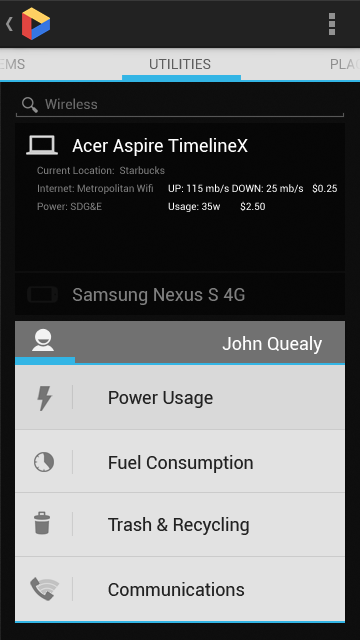 EMS UTILITIES PLA
Wireless
Acer Aspire TimelineX
Current Location: Starbucks
Internet: Metropolitan Wifi UP: 115 mb/s DOWN: 25 mb/s $0.25
Power: SDG&E Usage: 35w $2.50
Samsung Nexus S 4G
John Quealy
Power Usage
Fuel Consumption
Trash & Recycling
Communications